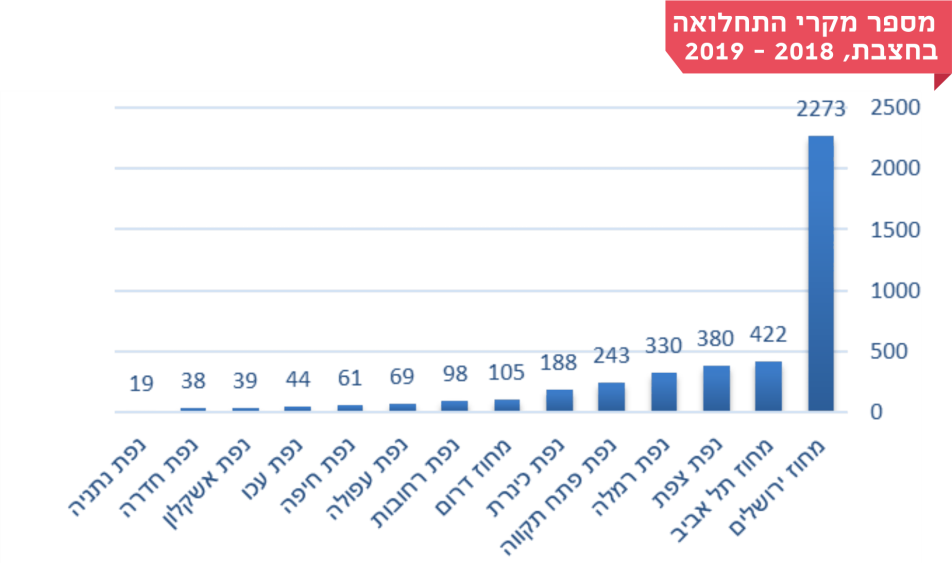 מספר מקרי התחלואה
בחצבת, 2018 - 2019
2500
2000
1500
1000
500
0
2273
422
380
330
243
188
105
98
69
61
44
39
38
19
מחוז ירושלים
מחוז תל אביב
נפת צפת
נפת רמלה
נפת פתח תקווה
נפת כינרת
מחוז דרום
נפת רחובות
נפת עפולה
נפת חיפה
נפת עכו
נפת אשקלון
נפת חדרה
נפת נתניה